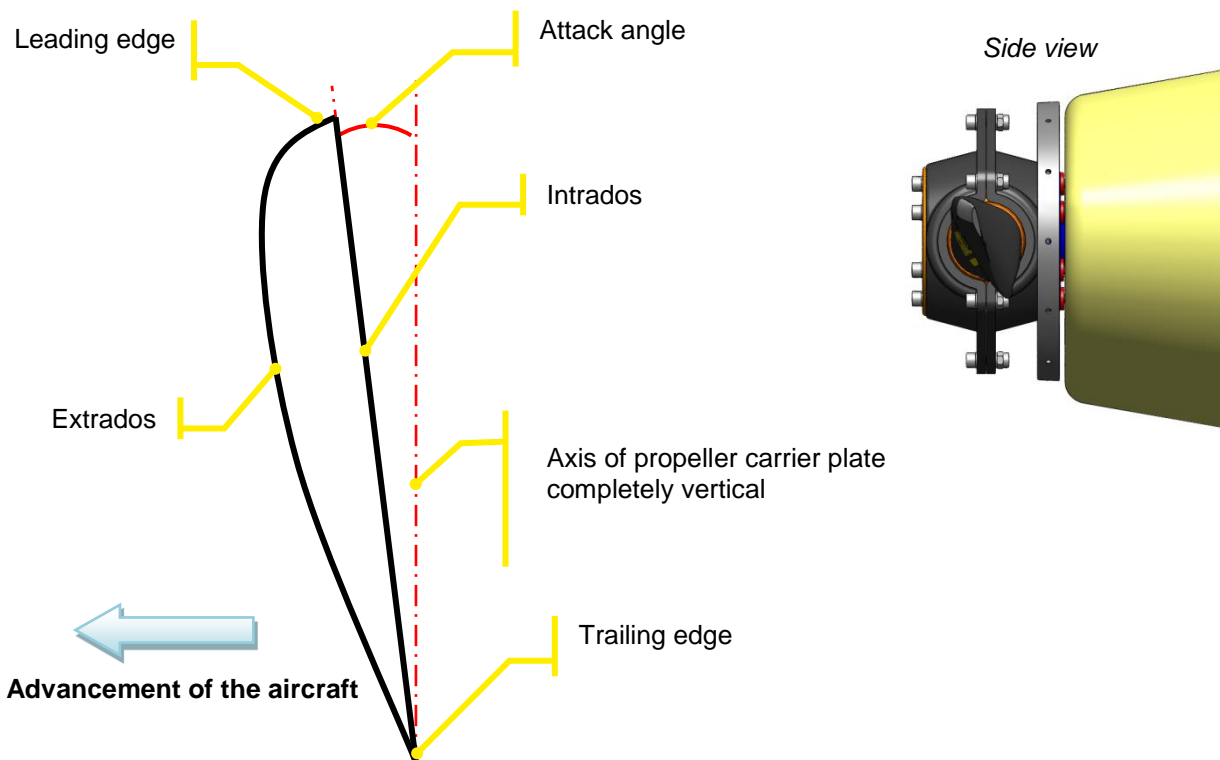 Leading edge
Attack angle
Side view
Intrados
Extrados
Axis of propeller carrier plate
completely vertical
Trailing edge
Advancement of the aircraft